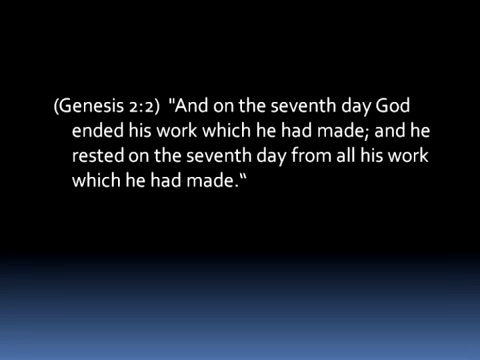 (Genesis 2:2)  "And on the seventh day God
ended his work which he had made; and he
rested on the seventh day from all his work
which he had made.“